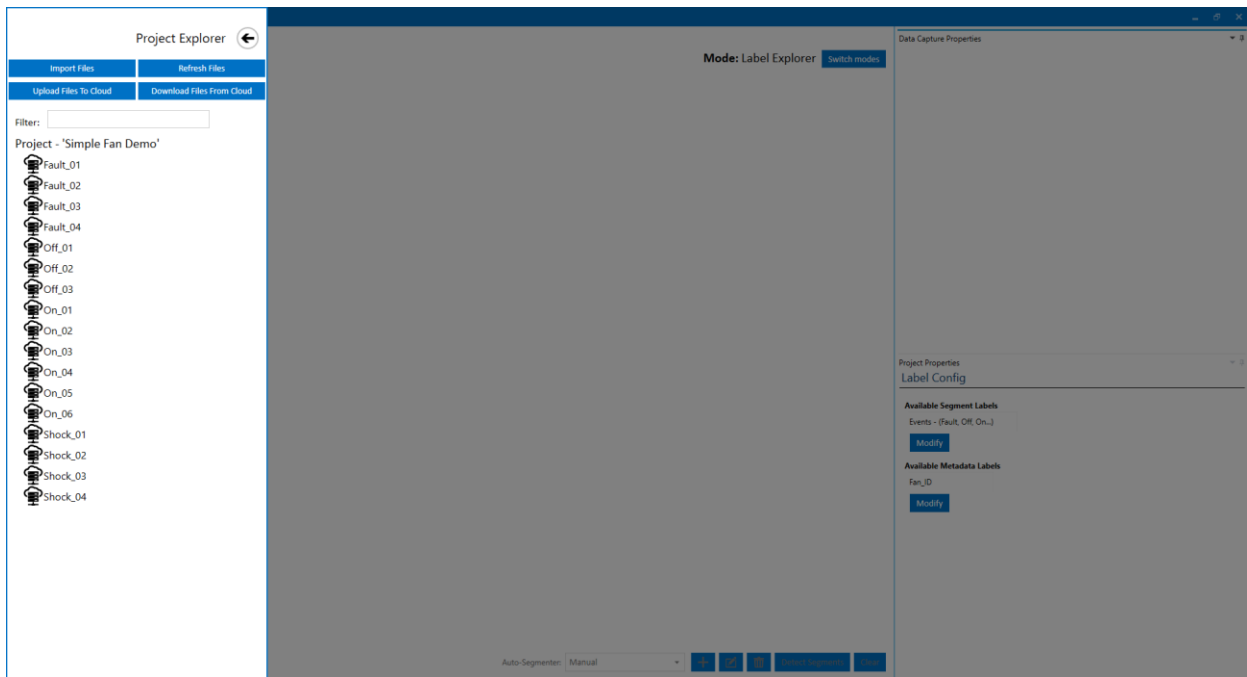 Project Explorer
Import Files
Refresh Files
Upload Files To Cloud
Download Files From Cloud
Filter:
Project - 'Simple Fan Demo'
Fault_01
Fault_02
Fault_03
Fault_04
Off_01
Off_02
Off_03
On_01
On_02
On_03
On_04
On_05
On_06
Shock_01
Shock_02
Shock_03
Shock_04
Mode: Label Explorer
Switch modes
Auto-Segmenter: Manual
Detect Segments
Clear
Data Capture Properties
Project Properties
Label Config
Available Segment Labels
Events - (Fault, Off, On...)
Modify
Available Metadata Labels
Fan_ID
Modify